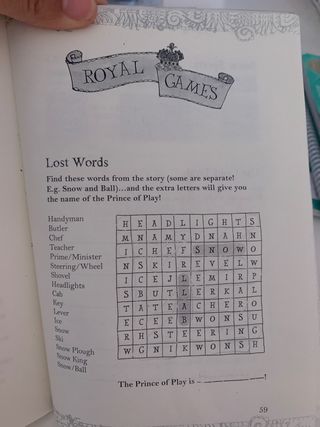 ROYAL GAMES
Lost Words
Find these words from the story (some are separate!
E.g. Snow and Ball)...and the extra letters will give you
the name of the Prince of Play!
Handyman
Butler
Chef
Teacher
Prime/Minister
Steering/Wheel
Shovel
Headlights
Cab
Key
Lever
Ice
Snow
Ski
Snow Plough
Snow King
Snow/Ball
H E A D L I G H T S
M N A M Y D N A H N
I C H E F S N O W O
N S K I R E V E L W
I C E J L E M I R P
S B U T L E R K A L
T A T E A C H E R O
E C E E B W O N S U
R H S T E E R I N G
W G N I K W O N S H
The Prince of Play is _ _________!
59